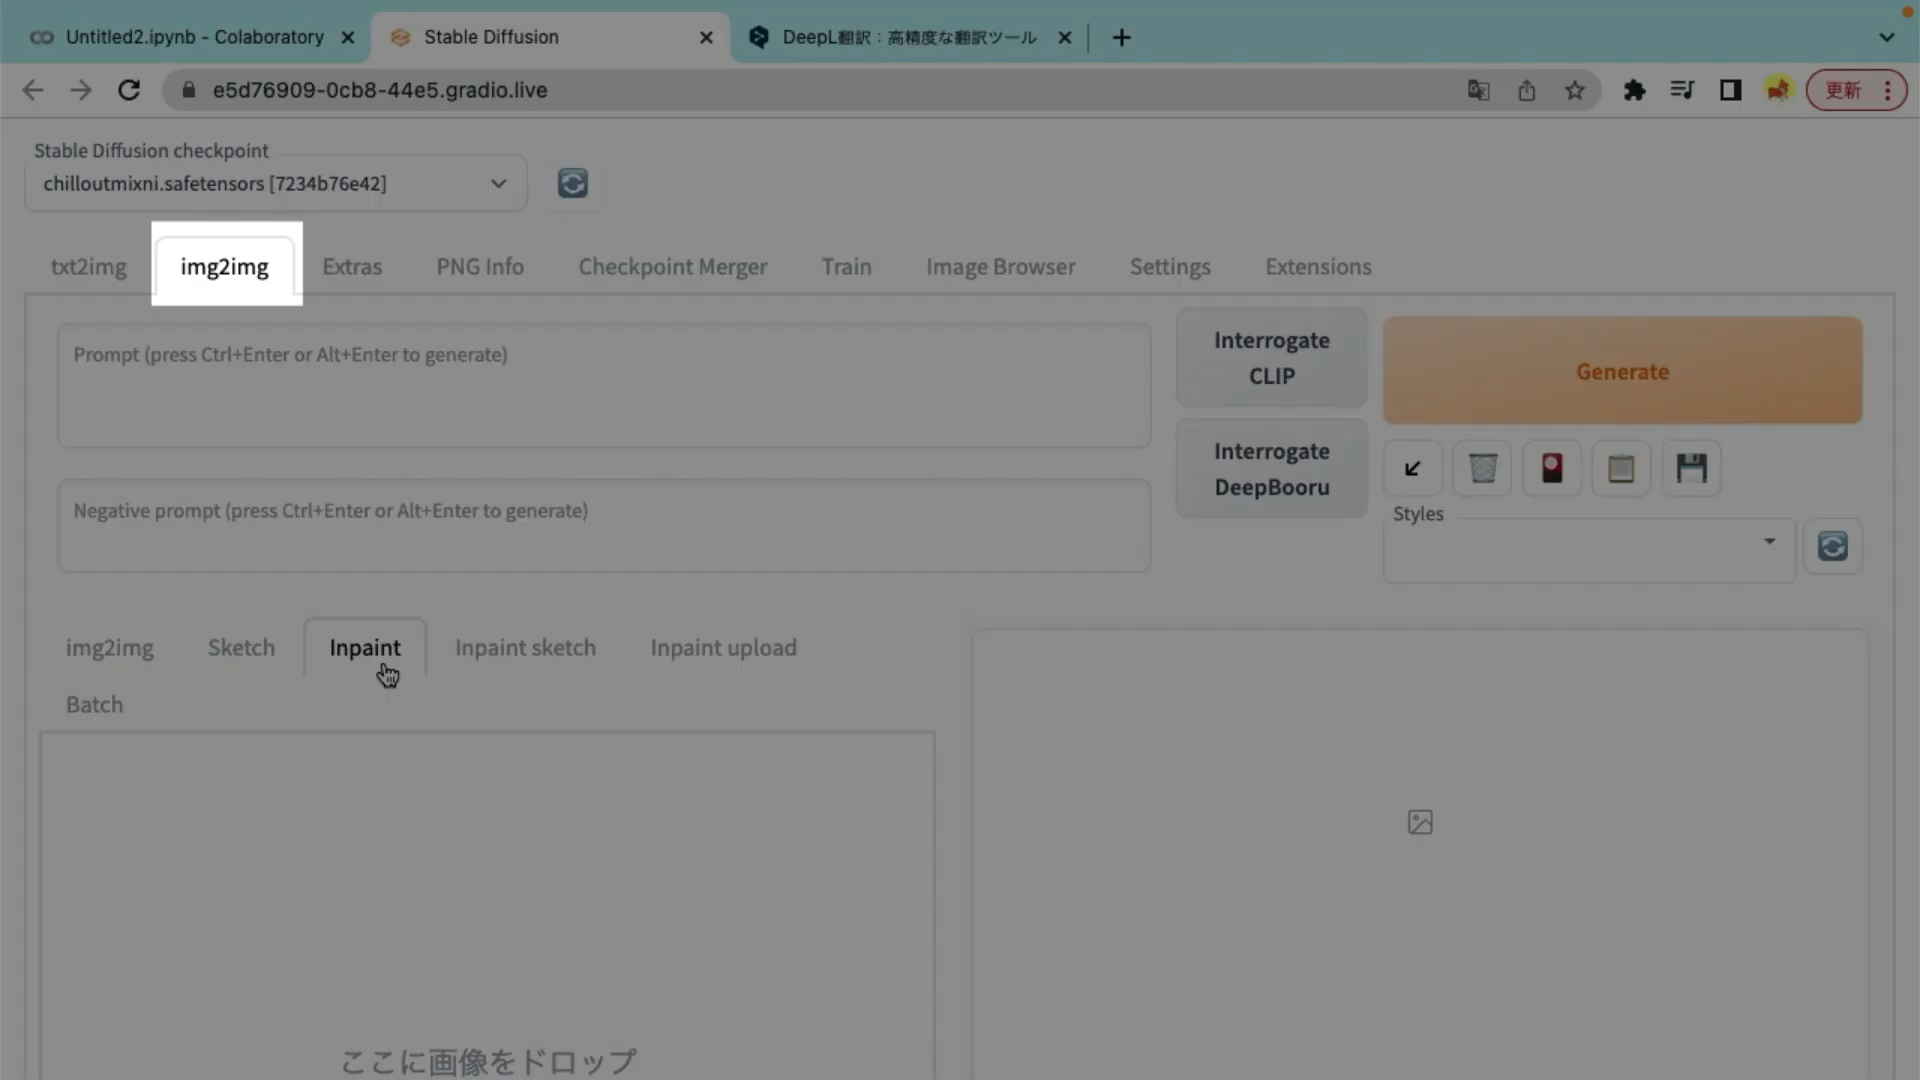 Untitled2.ipynb - Colaboratory
Stable Diffusion
DeepL翻訳：高精度な翻訳ツール
e5d76909-0cb8-44e5.gradio.live
更新
Stable Diffusion checkpoint
chilloutmixni.safetensors [7234b76e42]
txt2img
img2img
Extras
PNG Info
Checkpoint Merger
Train
Image Browser
Settings
Extensions
Prompt (press Ctrl+Enter or Alt+Enter to generate)
Interrogate
CLIP
Generate
Negative prompt (press Ctrl+Enter or Alt+Enter to generate)
Interrogate
DeepBooru
Styles
img2img
Sketch
Inpaint
Inpaint sketch
Inpaint upload
Batch
ここに画像をドロップ